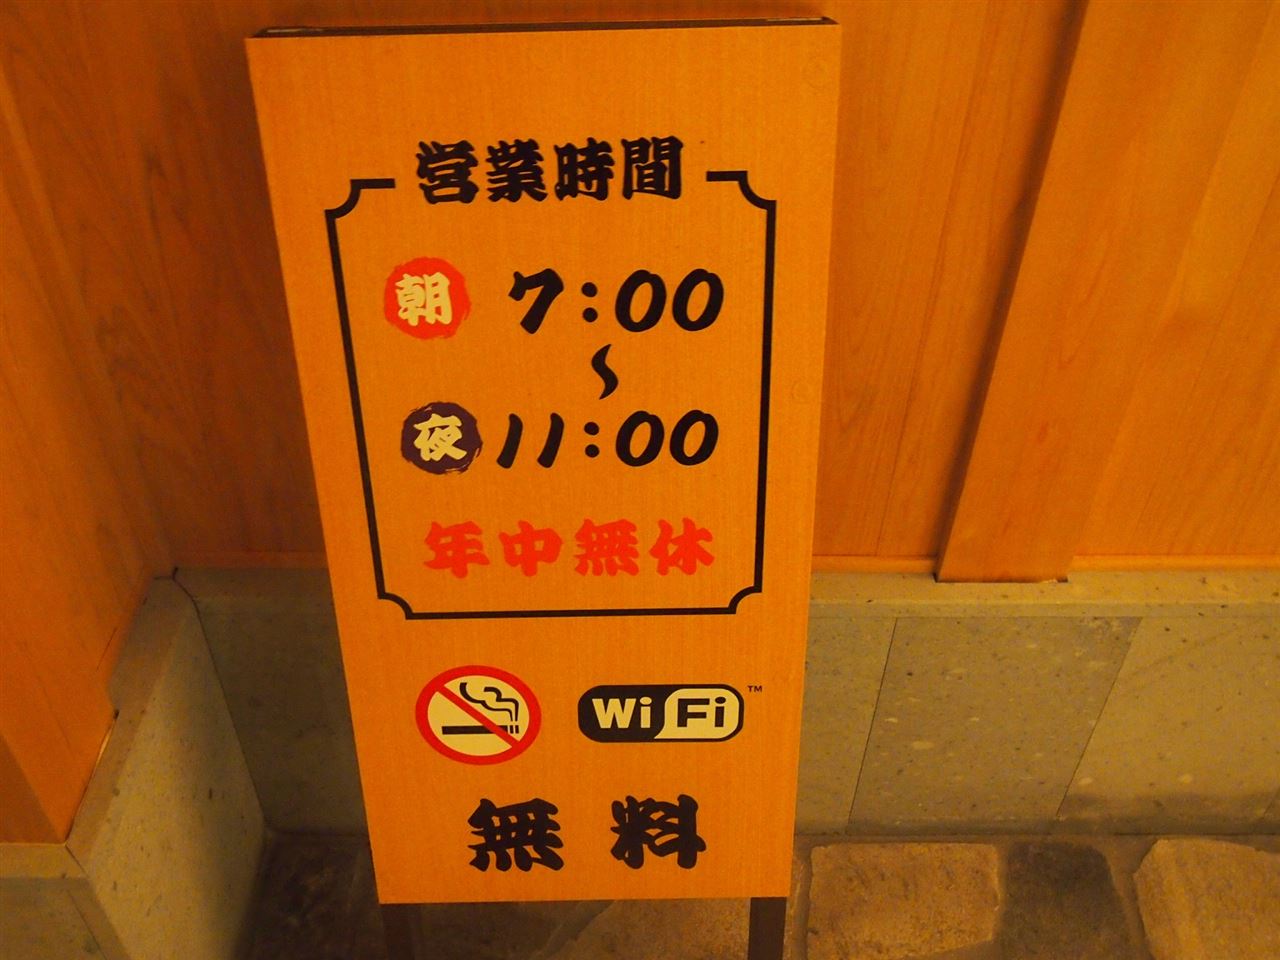 営業時間
朝 7:00
〜
夜 11:00
年中無休
Wi Fi ™
無料